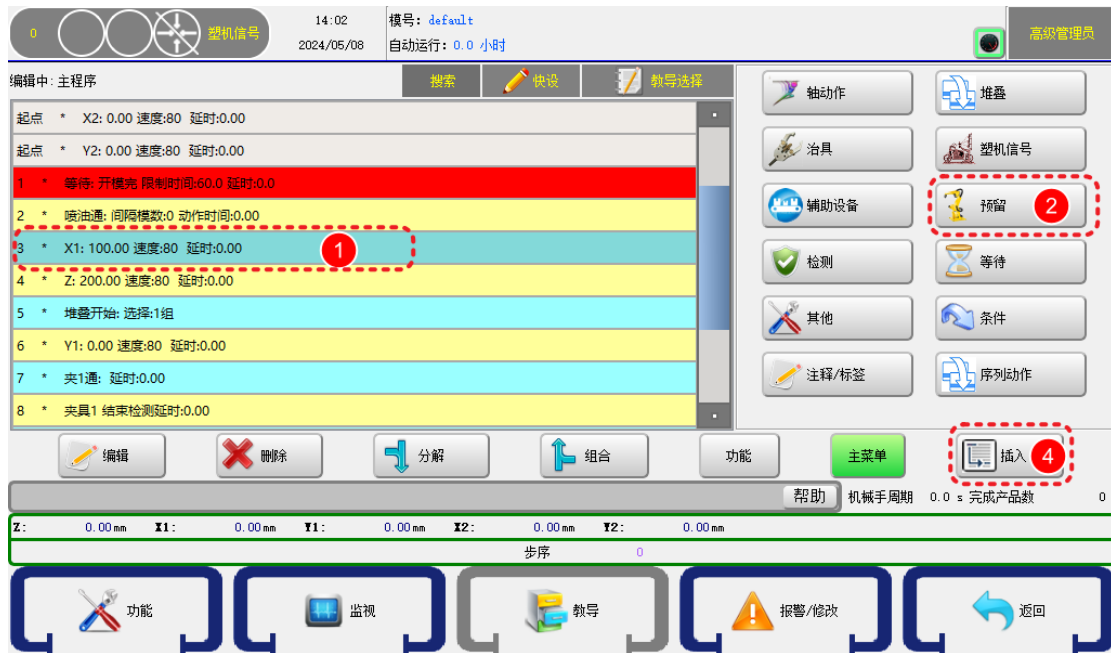 0 塑机信号 14:02 模号: default 高级管理员
2024/05/08 自动运行: 0.0 小时
编辑中: 主程序 搜索 快设 教导选择
起点 * X2: 0.00 速度:80 延时:0.00
起点 * Y2: 0.00 速度:80 延时:0.00
1 * 等待: 开模完 限制时间:60.0 延时:0.0
2 * 喷油通: 间隔模数:0 动作时间:0.00
3 * X1: 100.00 速度:80 延时:0.00 1
4 * Z: 200.00 速度:80 延时:0.00
5 * 堆叠开始: 选择:1组
6 * Y1: 0.00 速度:80 延时:0.00
7 * 夹1通: 延时:0.00
8 * 夹具1 结束检测延时:0.00
轴动作 堆叠
治具 塑机信号
辅助设备 预留 2
检测 等待
其他 条件
注释/标签 序列动作
编辑 删除 分解 组合 功能 主菜单 插入 4
帮助 机械手周期 0.0 s 完成产品数 0
Z: 0.00mm X1: 0.00mm Y1: 0.00mm X2: 0.00mm Y2: 0.00mm
步序 0
功能 监视 教导 报警/修改 返回